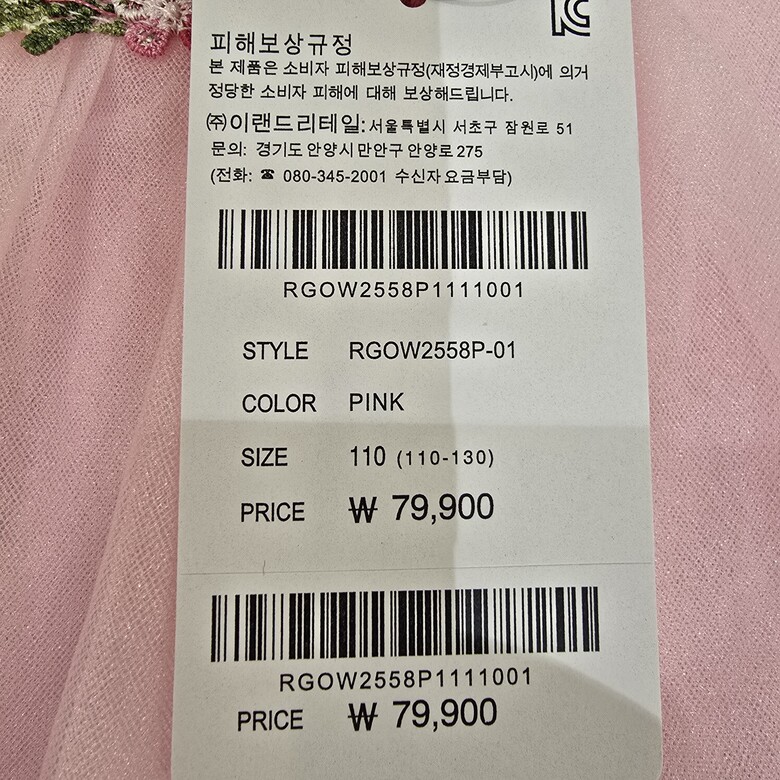 피해보상규정
본 제품은 소비자 피해보상규정(재정경제부고시)에 의거
정당한 소비자 피해에 대해 보상해드립니다.
㈜이랜드리테일: 서울특별시 서초구 잠원로 51
문의: 경기도 안양시 만안구 안양로 275
(전화: ☎ 080-345-2001 수신자 요금부담)
RGOW2558P1111001
STYLE RGOW2558P-01
COLOR PINK
SIZE 110 (110-130)
PRICE ₩ 79,900
RGOW2558P1111001
PRICE ₩ 79,900